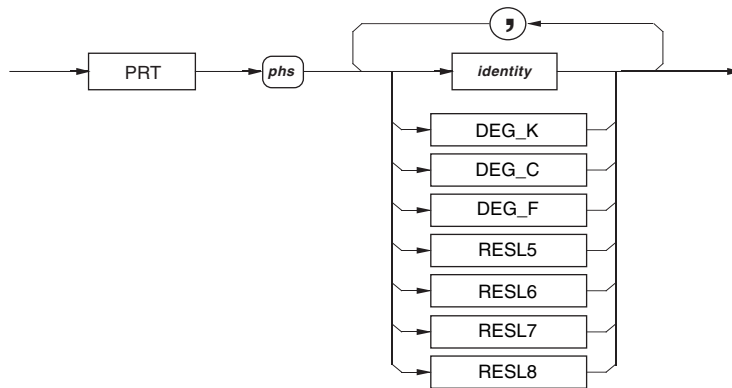 ,
PRT phs identity
DEG_K
DEG_C
DEG_F
RESL5
RESL6
RESL7
RESL8